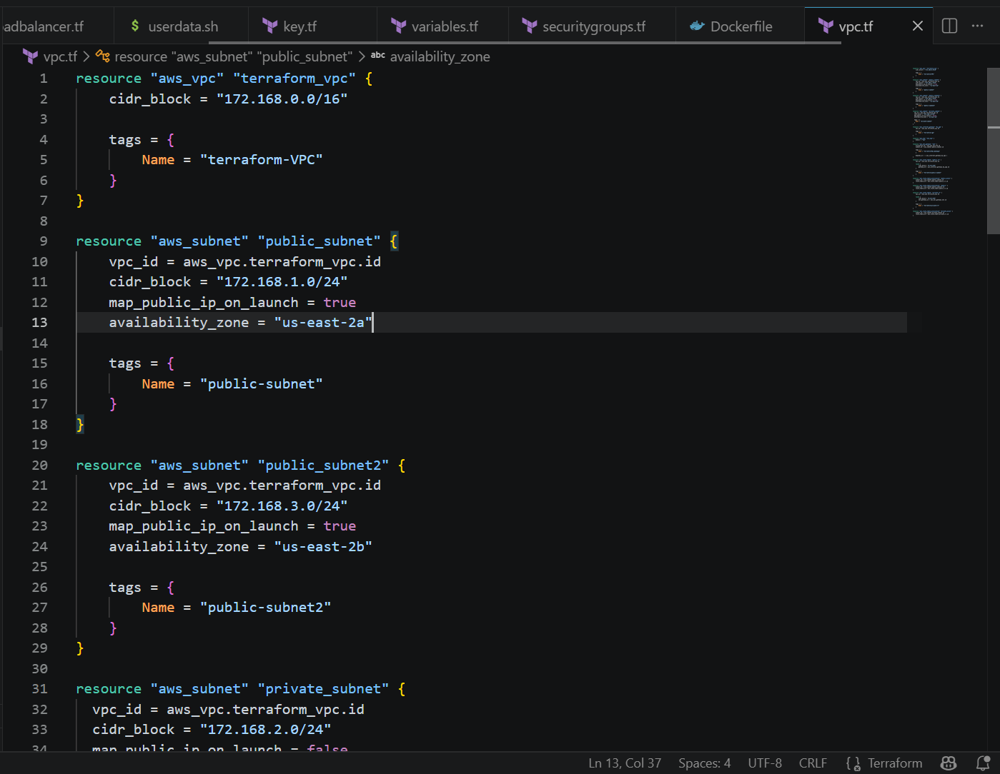 adbalancer.tf
$ userdata.sh
key.tf
variables.tf
securitygroups.tf
Dockerfile
vpc.tf
vpc.tf > resource "aws_subnet" "public_subnet" > abc availability_zone
1 resource "aws_vpc" "terraform_vpc" {
2 cidr_block = "172.168.0.0/16"
3
4 tags = {
5 Name = "terraform-VPC"
6 }
7 }
8
9 resource "aws_subnet" "public_subnet" {
10 vpc_id = aws_vpc.terraform_vpc.id
11 cidr_block = "172.168.1.0/24"
12 map_public_ip_on_launch = true
13 availability_zone = "us-east-2a"
14
15 tags = {
16 Name = "public-subnet"
17 }
18 }
19
20 resource "aws_subnet" "public_subnet2" {
21 vpc_id = aws_vpc.terraform_vpc.id
22 cidr_block = "172.168.3.0/24"
23 map_public_ip_on_launch = true
24 availability_zone = "us-east-2b"
25
26 tags = {
27 Name = "public-subnet2"
28 }
29 }
30
31 resource "aws_subnet" "private_subnet" {
32 vpc_id = aws_vpc.terraform_vpc.id
33 cidr_block = "172.168.2.0/24"
34 map_public_ip_on_launch = false
Ln 13, Col 37 Spaces: 4 UTF-8 CRLF {} Terraform